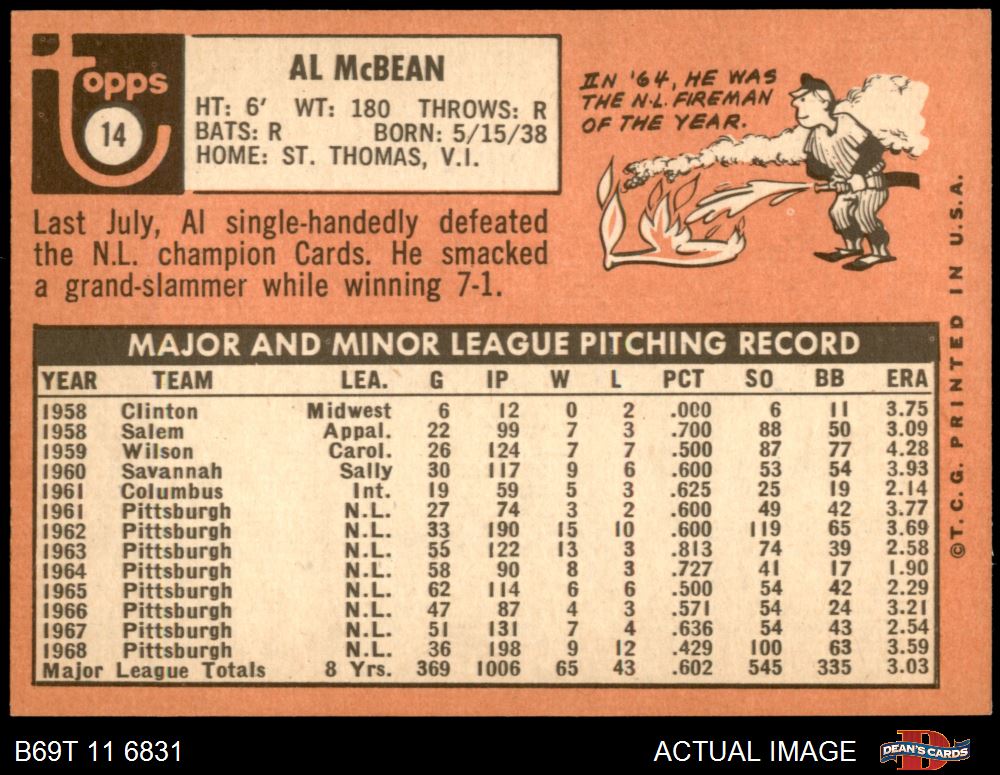 topps
14
AL McBEAN
HT: 6' WT: 180 THROWS: R
BATS: R BORN: 5/15/38
HOME: ST. THOMAS, V.I.
IN '64, HE WAS
THE N.L. FIREMAN
OF THE YEAR.
Last July, Al single-handedly defeated
the N.L. champion Cards. He smacked
a grand-slammer while winning 7-1.
MAJOR AND MINOR LEAGUE PITCHING RECORD
YEAR TEAM LEA. G IP W L PCT SO BB ERA
1958 Clinton Midwest 6 12 0 2 .000 6 11 3.75
1958 Salem Appal. 22 99 7 3 .700 88 50 3.09
1959 Wilson Carol. 26 124 7 7 .500 87 77 4.28
1960 Savannah Sally 30 117 9 6 .600 53 54 3.93
1961 Columbus Int. 19 59 5 3 .625 25 19 2.14
1961 Pittsburgh N.L. 27 74 3 2 .600 49 42 3.77
1962 Pittsburgh N.L. 33 190 15 10 .600 119 65 3.69
1963 Pittsburgh N.L. 55 122 13 3 .813 74 39 2.58
1964 Pittsburgh N.L. 58 90 8 3 .727 41 17 1.90
1965 Pittsburgh N.L. 62 114 6 6 .500 54 42 2.29
1966 Pittsburgh N.L. 47 87 4 3 .571 54 24 3.21
1967 Pittsburgh N.L. 51 131 7 4 .636 54 43 2.54
1968 Pittsburgh N.L. 36 198 9 12 .429 100 63 3.59
Major League Totals 8 Yrs. 369 1006 65 43 .602 545 335 3.03
©T.C.G. PRINTED IN U.S.A.
B69T 11 6831
ACTUAL IMAGE
DEAN'S CARDS